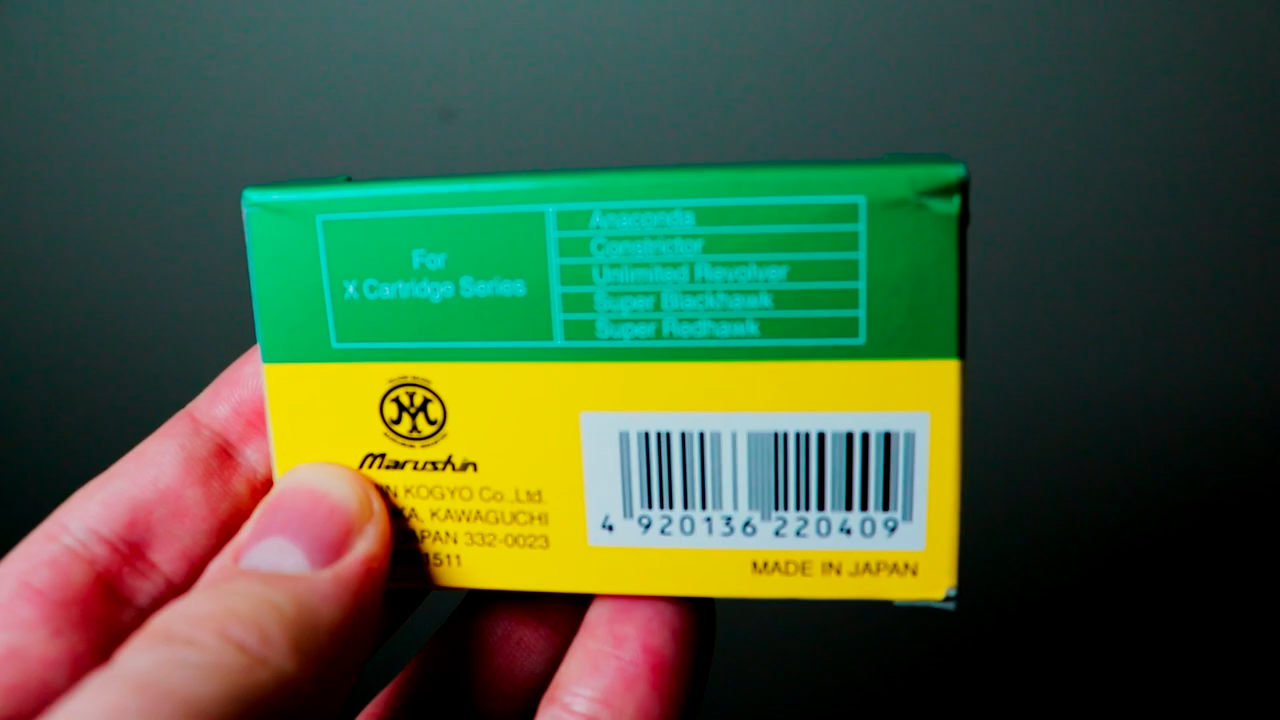 For
X Cartridge Series
Anaconda
Constrictor
Unlimited Revolver
Super Blackhawk
Super Redhawk
Marushin
N KOGYO Co.,Ltd.
A, KAWAGUCHI
APAN 332-0023
1511
4 920136 220409
MADE IN JAPAN